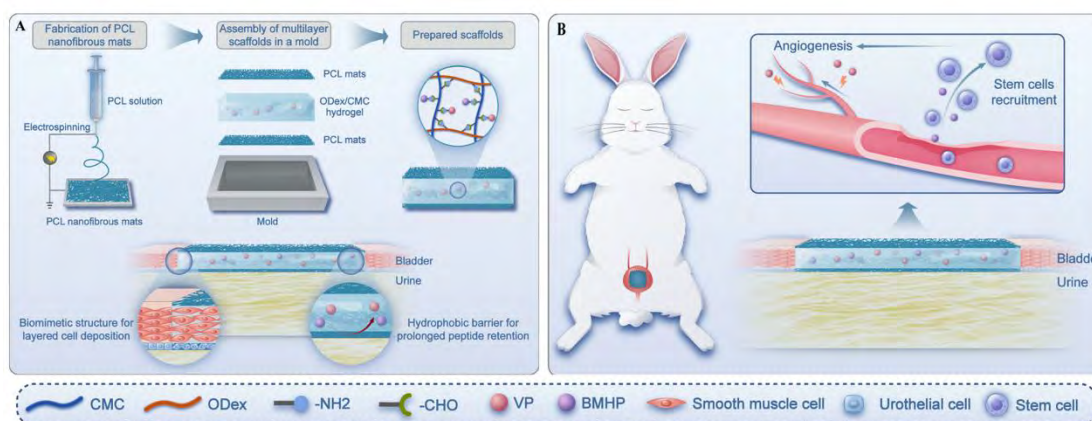 A
Fabrication of PCL
nanofibrous mats
Assembly of multilayer
scaffolds in a mold
Prepared scaffolds
PCL solution
Electrospinning
PCL nanofibrous mats
PCL mats
ODex/CMC
hydrogel
PCL mats
Mold
Bladder
Urine
Biomimetic structure for
layered cell deposition
Hydrophobic barrier for
prolonged peptide retention
B
Angiogenesis
Stem cells
recruitment
Bladder
Urine
CMC
ODex
-NH2
-CHO
VP
BMHP
Smooth muscle cell
Urothelial cell
Stem cell